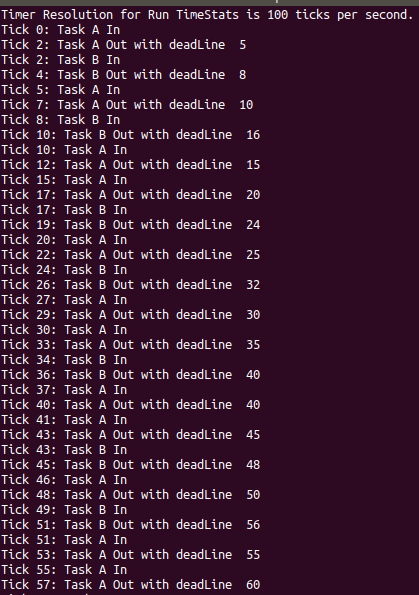 Timer Resolution for Run TimeStats is 100 ticks per second.
Tick 0: Task A In
Tick 2: Task A Out with deadLine  5
Tick 2: Task B In
Tick 4: Task B Out with deadLine  8
Tick 5: Task A In
Tick 7: Task A Out with deadLine  10
Tick 8: Task B In
Tick 10: Task B Out with deadLine  16
Tick 10: Task A In
Tick 12: Task A Out with deadLine  15
Tick 15: Task A In
Tick 17: Task A Out with deadLine  20
Tick 17: Task B In
Tick 19: Task B Out with deadLine  24
Tick 20: Task A In
Tick 22: Task A Out with deadLine  25
Tick 24: Task B In
Tick 26: Task B Out with deadLine  32
Tick 27: Task A In
Tick 29: Task A Out with deadLine  30
Tick 30: Task A In
Tick 33: Task A Out with deadLine  35
Tick 34: Task B In
Tick 36: Task B Out with deadLine  40
Tick 37: Task A In
Tick 40: Task A Out with deadLine  40
Tick 41: Task A In
Tick 43: Task A Out with deadLine  45
Tick 43: Task B In
Tick 45: Task B Out with deadLine  48
Tick 46: Task A In
Tick 48: Task A Out with deadLine  50
Tick 49: Task B In
Tick 51: Task B Out with deadLine  56
Tick 51: Task A In
Tick 53: Task A Out with deadLine  55
Tick 55: Task A In
Tick 57: Task A Out with deadLine  60